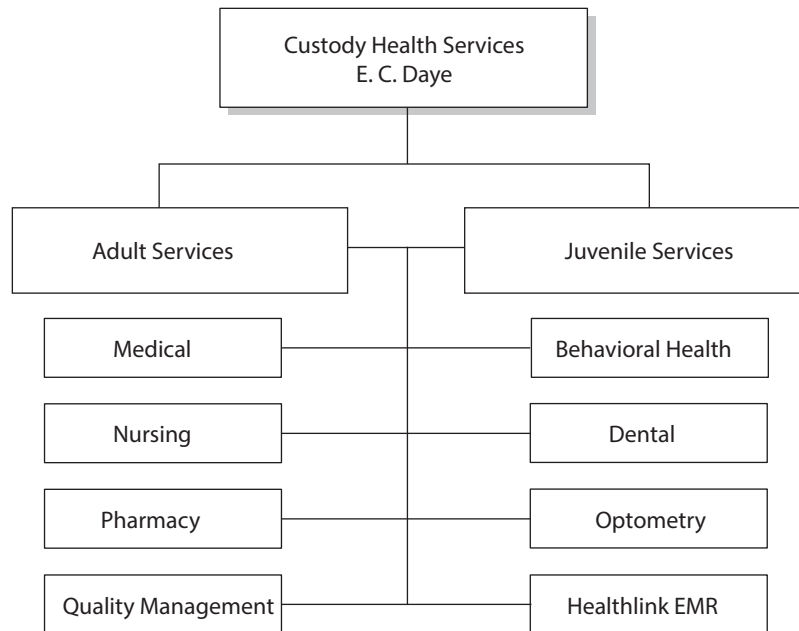 Custody Health Services
E. C. Daye
Adult Services
Juvenile Services
Medical
Behavioral Health
Nursing
Dental
Pharmacy
Optometry
Quality Management
Healthlink EMR